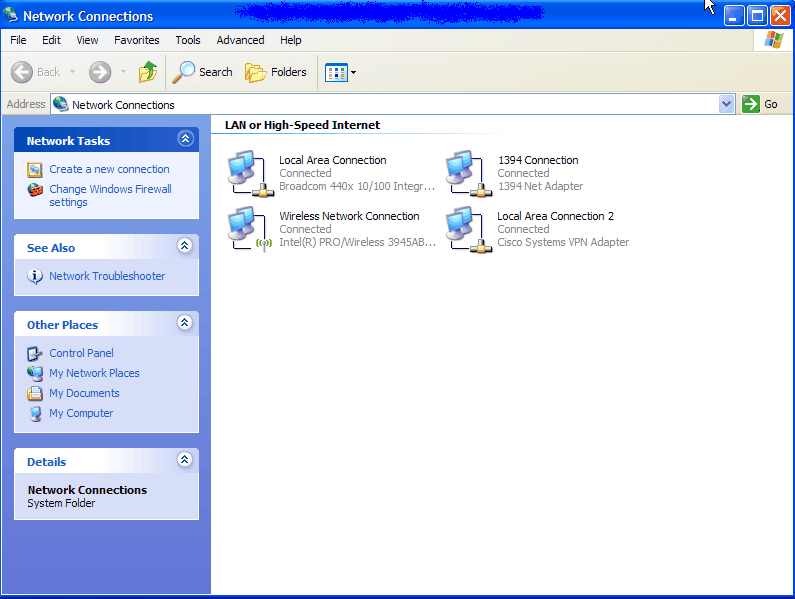 Network Connections
File Edit View Favorites Tools Advanced Help
Back Search Folders
Address Network Connections Go
Network Tasks
Create a new connection
Change Windows Firewall
settings
See Also
Network Troubleshooter
Other Places
Control Panel
My Network Places
My Documents
My Computer
Details
Network Connections
System Folder
LAN or High-Speed Internet
Local Area Connection
Connected
Broadcom 440x 10/100 Integr...
1394 Connection
Connected
1394 Net Adapter
Wireless Network Connection
Connected
Intel(R) PRO/Wireless 3945AB...
Local Area Connection 2
Connected
Cisco Systems VPN Adapter